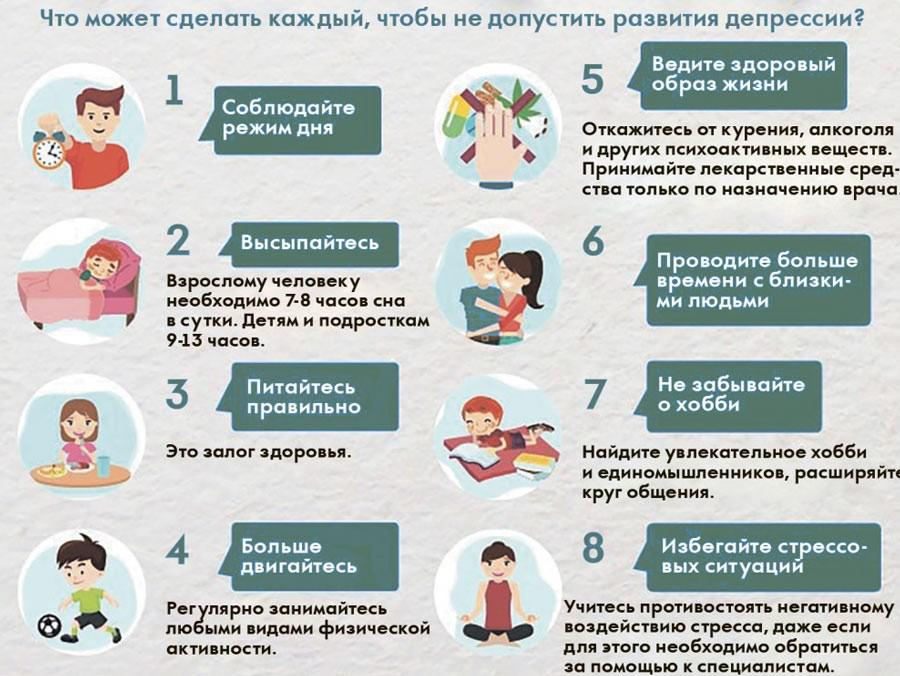 Что может сделать каждый, чтобы не допустить развития депрессии?
1
Соблюдайте
режим дня
2
Высыпайтесь
Взрослому человеку
необходимо 7-8 часов сна
в сутки. Детям и подросткам
9-13 часов.
3
Питайтесь
правильно
Это залог здоровья.
4
Больше
двигайтесь
Регулярно занимайтесь
любыми видами физической
активности.
5
Ведите здоровый
образ жизни
Откажитесь от курения, алкоголя
и других психоактивных веществ.
Принимайте лекарственные сред-
ства только по назначению врача.
6
Проводите больше
времени с близки-
ми людьми
7
Не забывайте
о хобби
Найдите увлекательное хобби
и единомышленников, расширяйте
круг общения.
8
Избегайте стрессо-
вых ситуаций
Учитесь противостоять негативному
воздействию стресса, даже если
для этого необходимо обратиться
за помощью к специалистам.